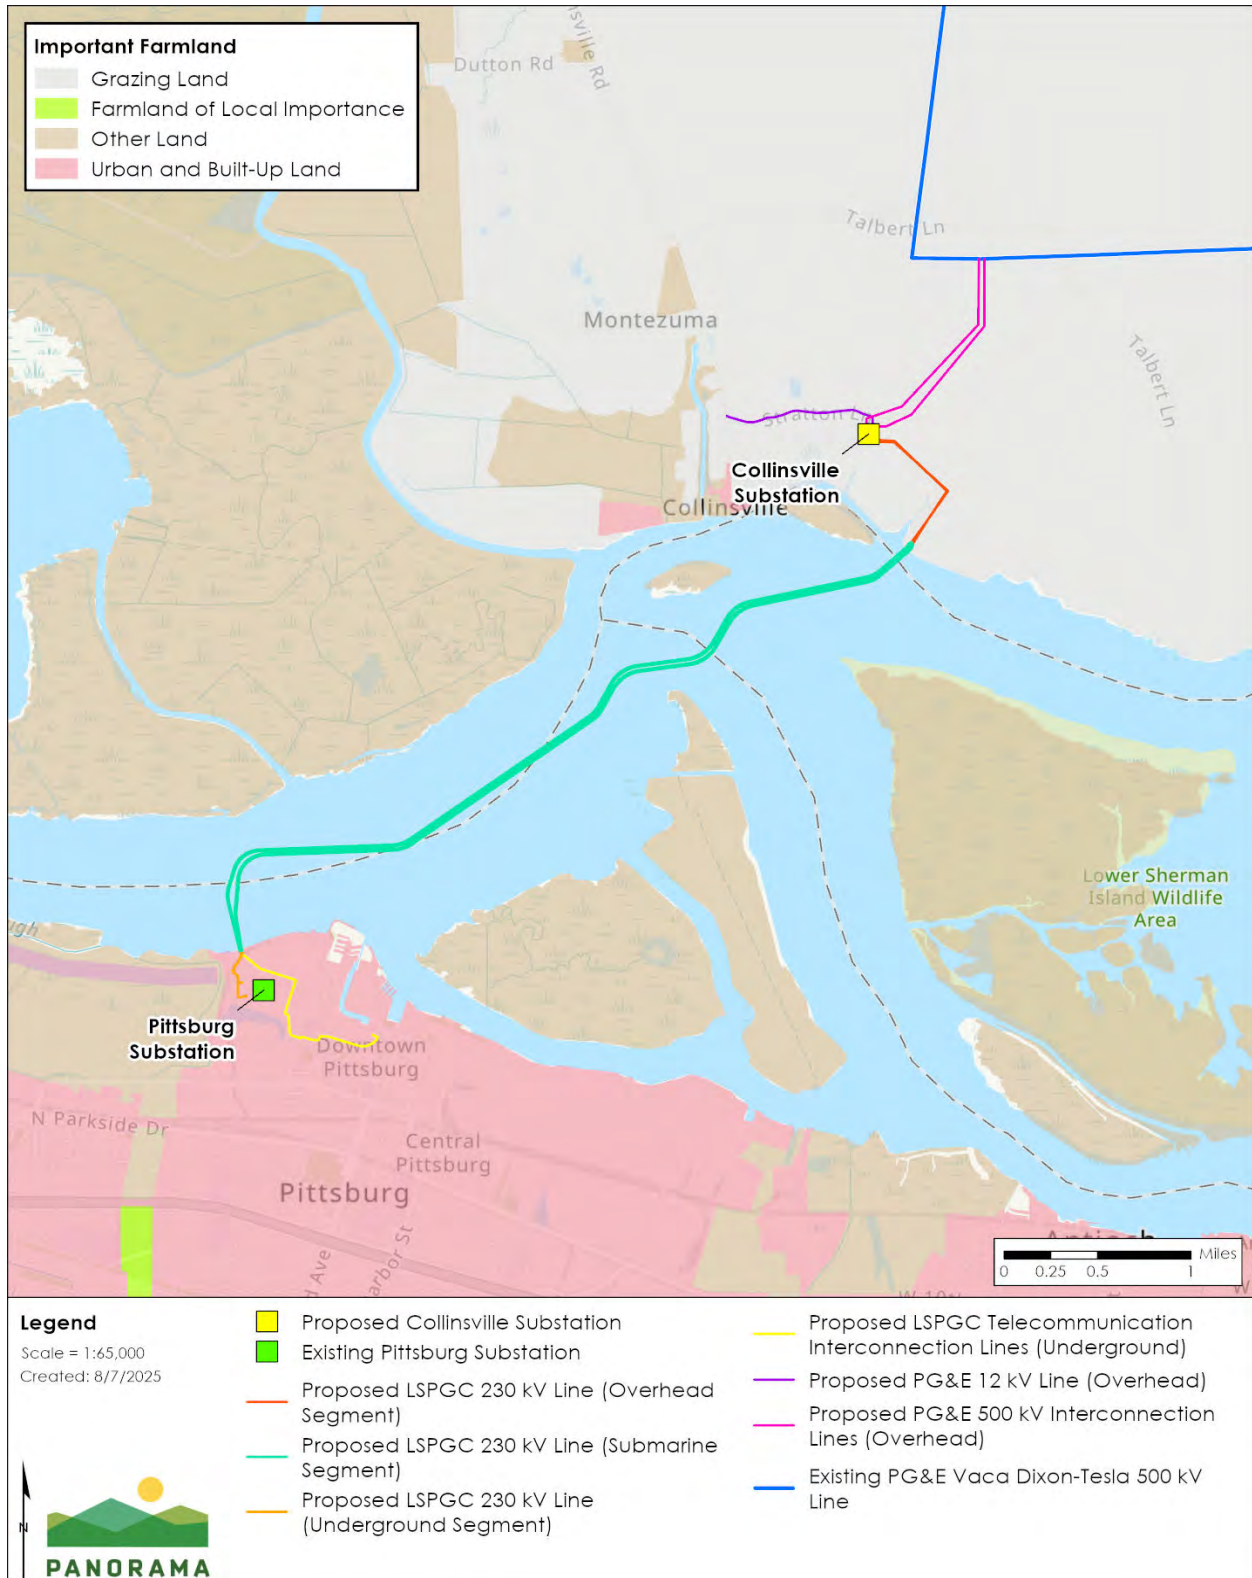 Important Farmland
Grazing Land
Farmland of Local Importance
Other Land
Urban and Built-Up Land
Dutton Rd
sville Rd
Talbert Ln
Montezuma
Talbert Ln
Stratton Ln
Collinsville
Substation
Collinsville
Lower Sherman
Island Wildlife
Area
Pittsburg
Substation
Downtown
Pittsburg
N Parkside Dr
Central
Pittsburg
Pittsburg
Antioch
Miles
0 0.25 0.5 1
Legend
Scale = 1:65,000
Created: 8/7/2025
N
PANORAMA
Proposed Collinsville Substation
Existing Pittsburg Substation
Proposed LSPGC 230 kV Line (Overhead
Segment)
Proposed LSPGC 230 kV Line (Submarine
Segment)
Proposed LSPGC 230 kV Line
(Underground Segment)
Proposed LSPGC Telecommunication
Interconnection Lines (Underground)
Proposed PG&E 12 kV Line (Overhead)
Proposed PG&E 500 kV Interconnection
Lines (Overhead)
Existing PG&E Vaca Dixon-Tesla 500 kV
Line